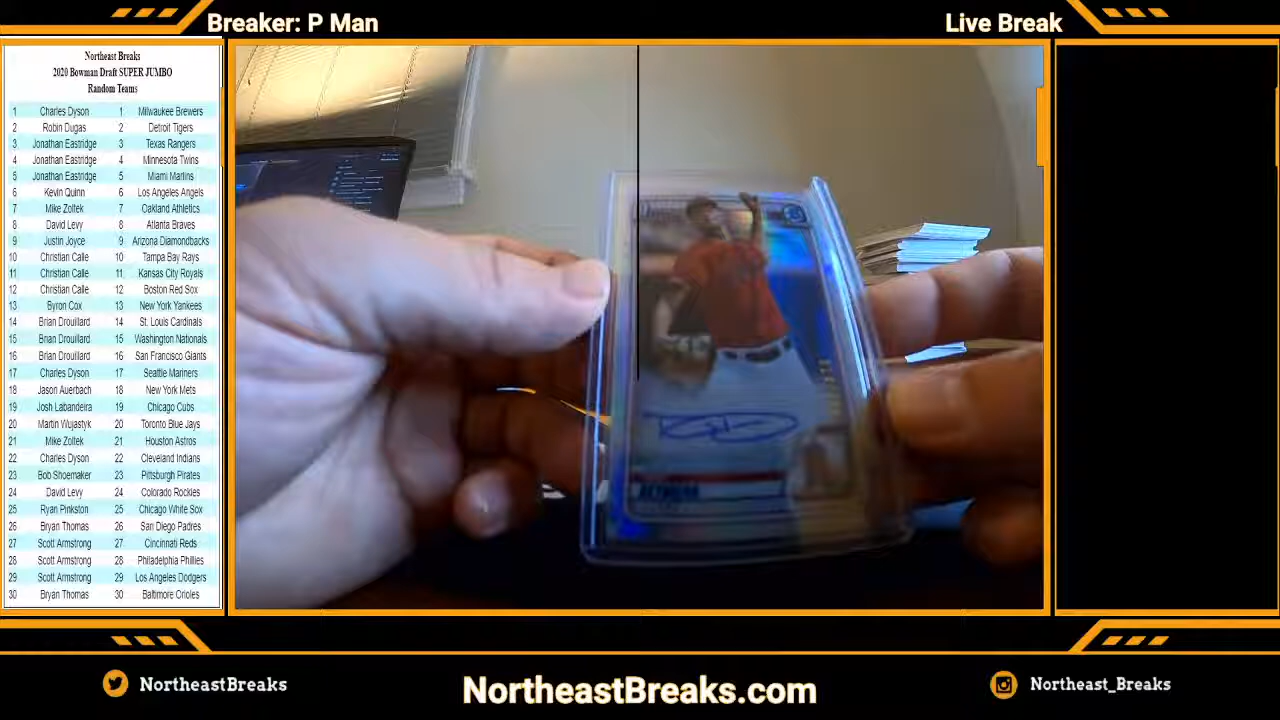 Breaker: P Man
Live Break
Northeast Breaks
2020 Bowman Draft SUPER JUMBO
Random Teams
1 Charles Dyson 1 Milwaukee Brewers
2 Robin Dugas 2 Detroit Tigers
3 Jonathan Eastridge 3 Texas Rangers
4 Jonathan Eastridge 4 Minnesota Twins
5 Jonathan Eastridge 5 Miami Marlins
6 Kevin Quinn 6 Los Angeles Angels
7 Mike Zoltek 7 Oakland Athletics
8 David Levy 8 Atlanta Braves
9 Justin Joyce 9 Arizona Diamondbacks
10 Christian Calle 10 Tampa Bay Rays
11 Christian Calle 11 Kansas City Royals
12 Christian Calle 12 Boston Red Sox
13 Byron Cox 13 New York Yankees
14 Brian Drouillard 14 St. Louis Cardinals
15 Brian Drouillard 15 Washington Nationals
16 Brian Drouillard 16 San Francisco Giants
17 Charles Dyson 17 Seattle Mariners
18 Jason Auerbach 18 New York Mets
19 Josh Labandeira 19 Chicago Cubs
20 Martin Wujastyk 20 Toronto Blue Jays
21 Mike Zoltek 21 Houston Astros
22 Charles Dyson 22 Cleveland Indians
23 Bob Shoemaker 23 Pittsburgh Pirates
24 David Levy 24 Colorado Rockies
25 Ryan Pinkston 25 Chicago White Sox
26 Bryan Thomas 26 San Diego Padres
27 Scott Armstrong 27 Cincinnati Reds
28 Scott Armstrong 28 Philadelphia Phillies
29 Scott Armstrong 29 Los Angeles Dodgers
30 Bryan Thomas 30 Baltimore Orioles
NortheastBreaks
NortheastBreaks.com
Northeast_Breaks